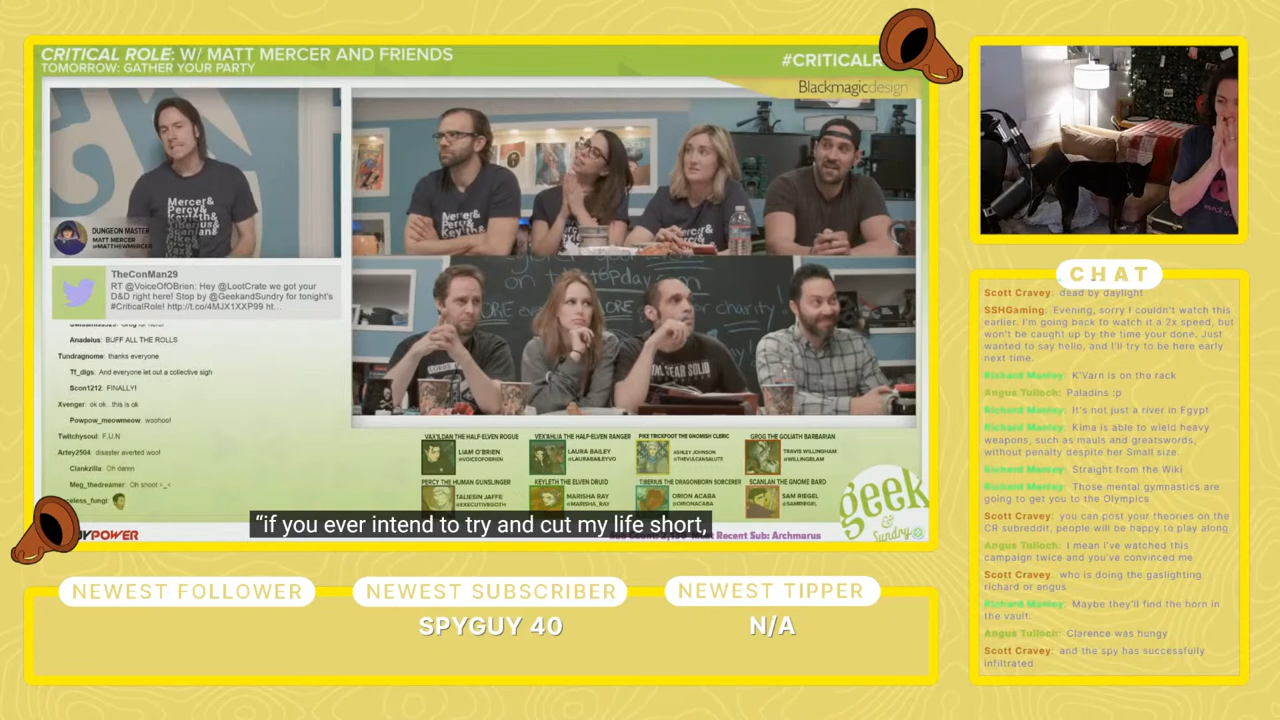 CRITICAL ROLE: W/ MATT MERCER AND FRIENDS
TOMORROW: GATHER YOUR PARTY
#CRITICALR
Blackmagicdesign
Mercer&
Percy&
Keyleth&
DUNGEON MASTER
MATT MERCER
@MATTHEWMERCER
TheConMan29
RT @VoiceOfOBrien: Hey @LootCrate we got your
D&D right here! Stop by @GeekandSundry for tonight's
#CriticalRole! http://t.co/4MJX1XXP99 ht…
Anadeius: BUFF ALL THE ROLLS
Tundragnome: thanks everyone
Tf_digs: And everyone let out a collective sigh
Scon1212: FINALLY!
Xvenger: ok ok...this is ok
Powpow_meowmeow: woohoo!
Twitchysoul: F.U.N
Artey2504: disaster averted woo!
Clankzilla: Oh damn
Meg_thedreamer: Oh shoot >_<
celess_fungi:
VAX'ILDAN THE HALF-ELVEN ROGUE
LIAM O'BRIEN
@VOICEOFOBRIEN
VEX'AHLIA THE HALF-ELVEN RANGER
LAURA BAILEY
@LAURABAILEYVO
PIKE TRICKFOOT THE GNOMISH CLERIC
ASHLEY JOHNSON
@THEVULCANSALUTE
GROG THE GOLIATH BARBARIAN
TRAVIS WILLINGHAM
@WILLINGBLAM
PERCY THE HUMAN GUNSLINGER
TALIESIN JAFFE
@EXECUTIVEGOTH
KEYLETH THE ELVEN DRUID
MARISHA RAY
@MARISHA_RAY
TIBERIUS THE DRAGONBORN SORCERER
ORION ACABA
@ORIONACABA
SCANLAN THE GNOME BARD
SAM RIEGEL
@SAMRIEGEL
geek
&
Sundry
POWER
Most Recent Sub: Archmarus
“if you ever intend to try and cut my life short,
NEWEST FOLLOWER
NEWEST SUBSCRIBER
SPYGUY 40
NEWEST TIPPER
N/A
CHAT
Scott Cravey: dead by daylight
SSHGaming: Evening, sorry I couldn't watch this
earlier. I'm going back to watch it a 2x speed, but
won't be caught up by the time your done. Just
wanted to say hello, and I'll try to be here early
next time.
Richard Manley: K'Varn is on the rack
Angus Tulloch: Paladins :p
Richard Manley: It's not just a river in Egypt
Richard Manley: Kima is able to wield heavy
weapons, such as mauls and greatswords,
without penalty despite her Small size.
Richard Manley: Straight from the Wiki
Richard Manley: Those mental gymnastics are
going to get you to the Olympics
Scott Cravey: you can post your theories on the
CR subreddit, people will be happy to play along
Angus Tulloch: I mean I've watched this
campaign twice and you've convinced me
Scott Cravey: who is doing the gaslighting
richard or angus
Richard Manley: Maybe they'll find the horn in
the vault.
Angus Tulloch: Clarence was hungy
Scott Cravey: and the spy has successfully
infiltrated